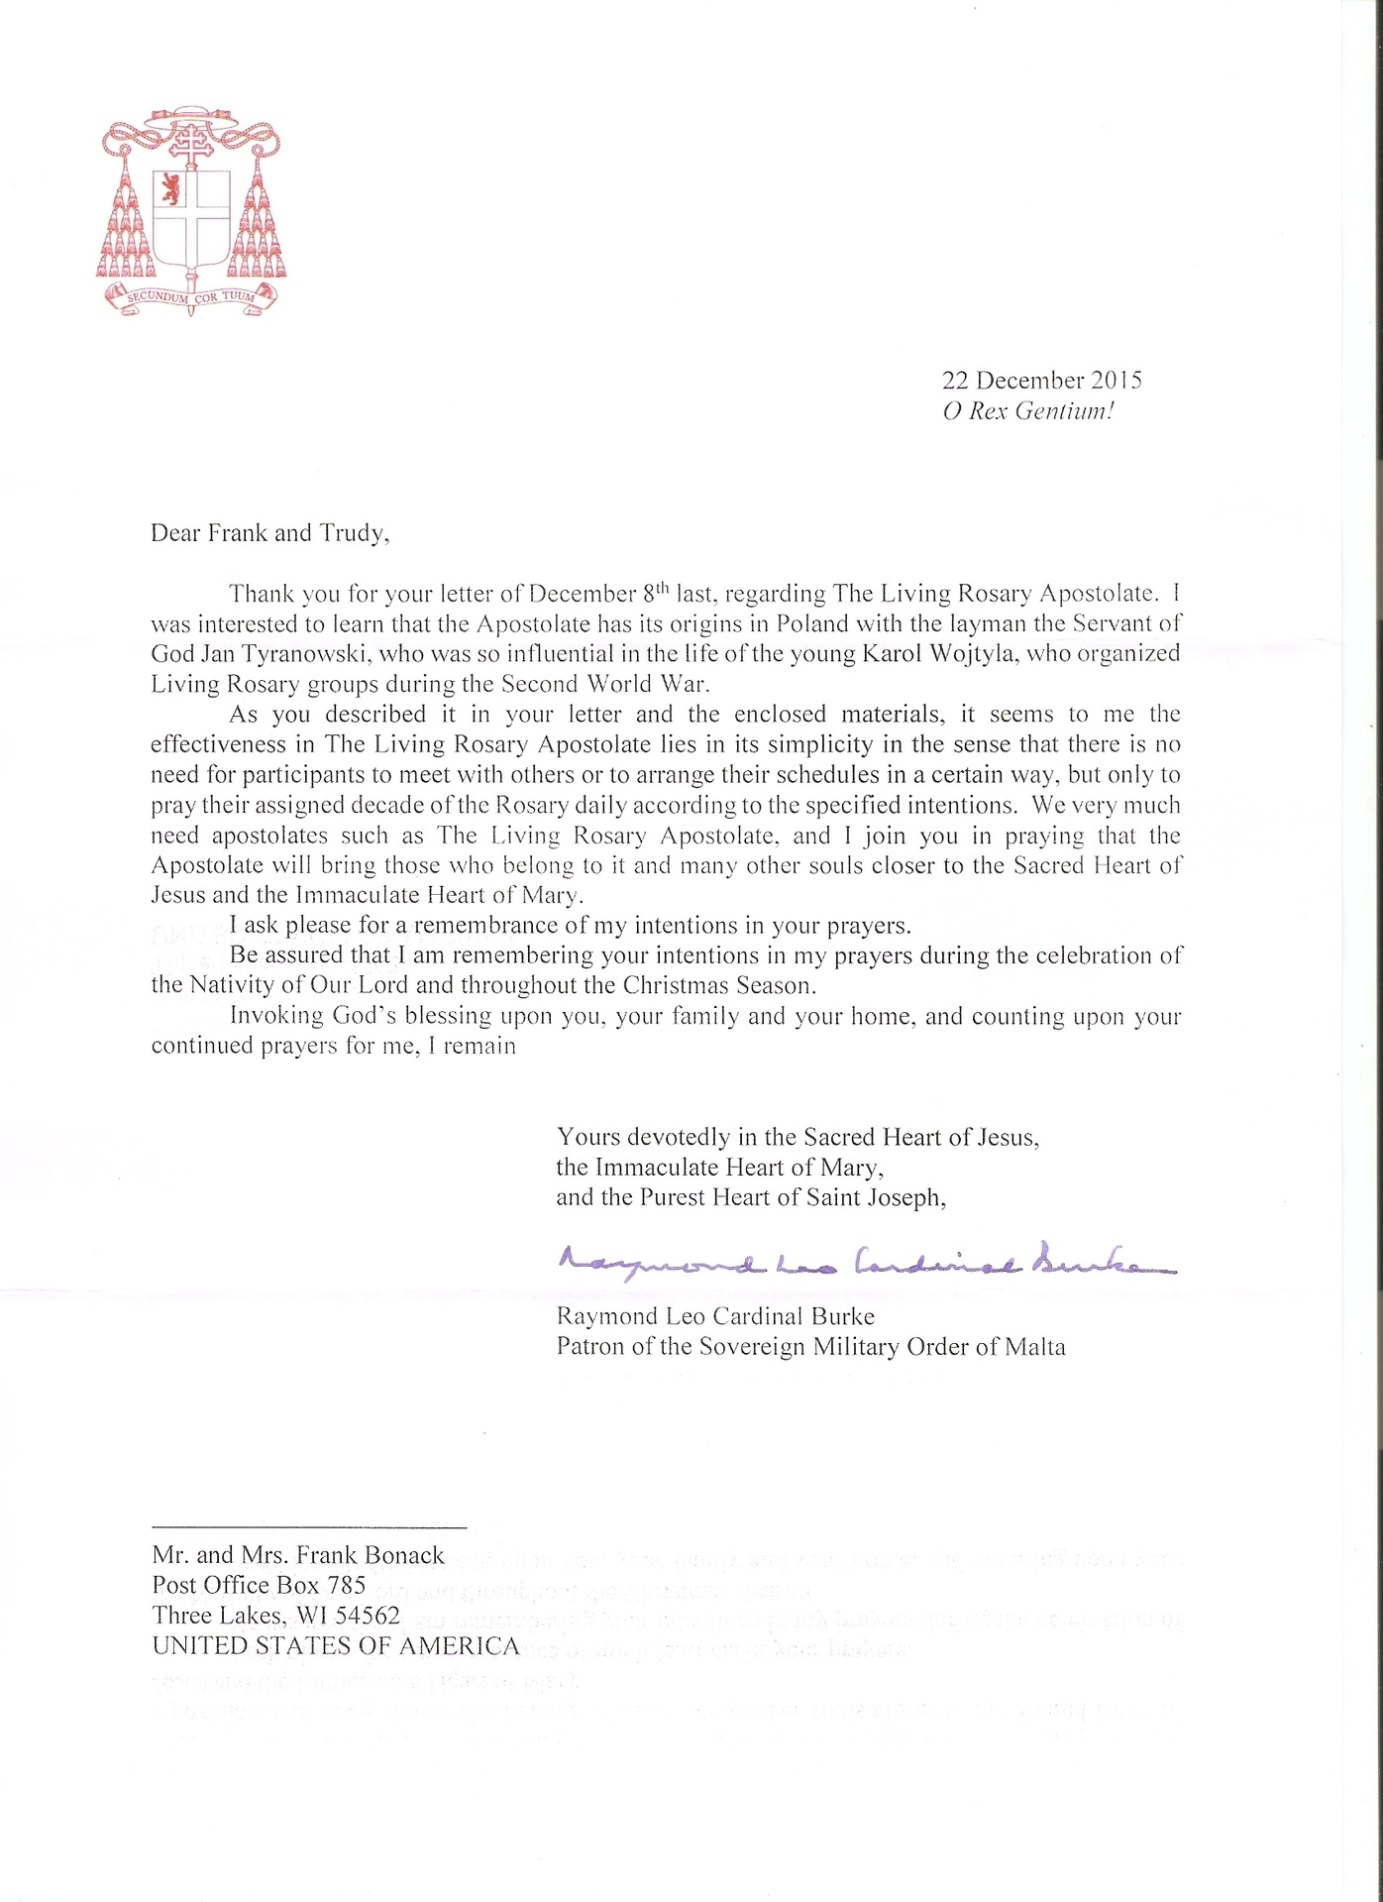 SECUNDUM COR TUUM
22 December 2015
O Rex Gentium!
Dear Frank and Trudy,
Thank you for your letter of December 8th last, regarding The Living Rosary Apostolate. I
was interested to learn that the Apostolate has its origins in Poland with the layman the Servant of
God Jan Tyranowski, who was so influential in the life of the young Karol Wojtyla, who organized
Living Rosary groups during the Second World War.
As you described it in your letter and the enclosed materials, it seems to me the
effectiveness in The Living Rosary Apostolate lies in its simplicity in the sense that there is no
need for participants to meet with others or to arrange their schedules in a certain way, but only to
pray their assigned decade of the Rosary daily according to the specified intentions. We very much
need apostolates such as The Living Rosary Apostolate, and I join you in praying that the
Apostolate will bring those who belong to it and many other souls closer to the Sacred Heart of
Jesus and the Immaculate Heart of Mary.
I ask please for a remembrance of my intentions in your prayers.
Be assured that I am remembering your intentions in my prayers during the celebration of
the Nativity of Our Lord and throughout the Christmas Season.
Invoking God's blessing upon you, your family and your home, and counting upon your
continued prayers for me, I remain
Yours devotedly in the Sacred Heart of Jesus,
the Immaculate Heart of Mary,
and the Purest Heart of Saint Joseph,
Raymond Leo Cardinal Burke
Raymond Leo Cardinal Burke
Patron of the Sovereign Military Order of Malta
Mr. and Mrs. Frank Bonack
Post Office Box 785
Three Lakes, WI 54562
UNITED STATES OF AMERICA